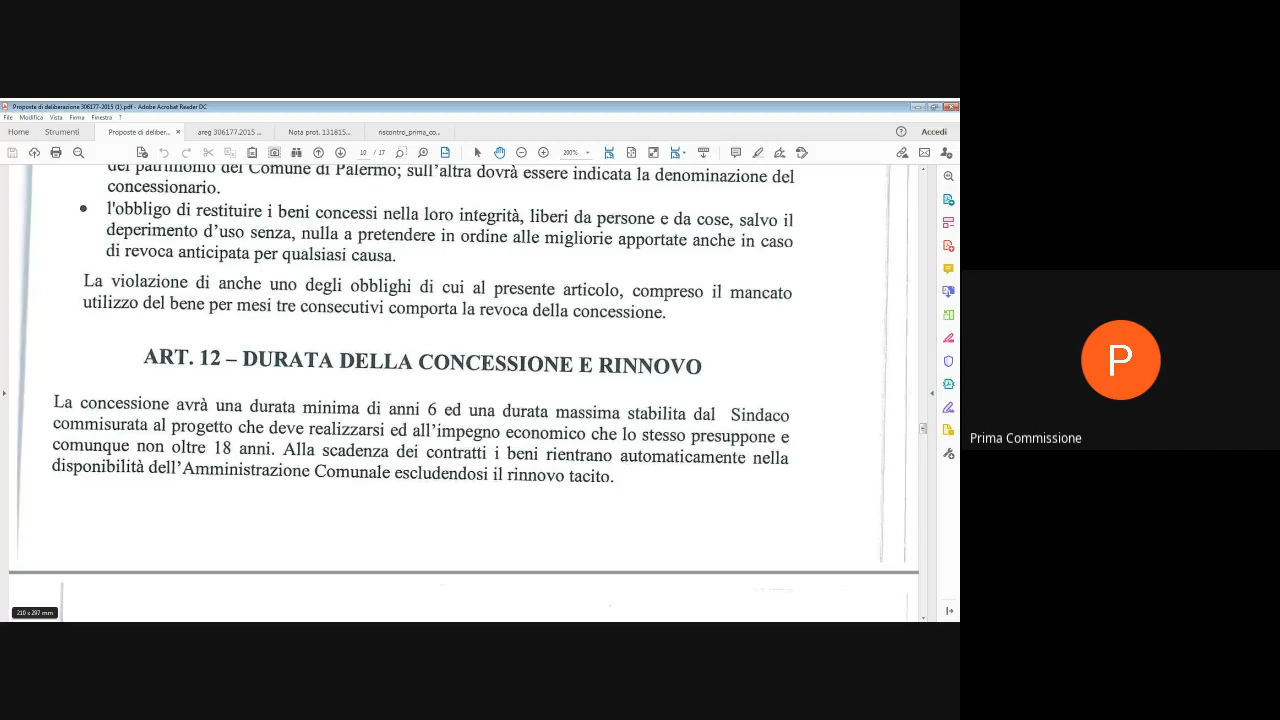 Proposte di deliberazione 306177-2015 (1).pdf - Adobe Acrobat Reader DC
File Modifica Vista Firma Finestra ?
Home Strumenti Proposte di deliber... × areg 306177.2015 ... Nota prot. 131815... riscontro_prima_co... Accedi
10 / 17 200%
del patrimonio del Comune di Palermo; sull'altra dovrà essere indicata la denominazione del
concessionario.
• l'obbligo di restituire i beni concessi nella loro integrità, liberi da persone e da cose, salvo il
deperimento d'uso senza, nulla a pretendere in ordine alle migliorie apportate anche in caso
di revoca anticipata per qualsiasi causa.
La violazione di anche uno degli obblighi di cui al presente articolo, compreso il mancato
utilizzo del bene per mesi tre consecutivi comporta la revoca della concessione.
ART. 12 – DURATA DELLA CONCESSIONE E RINNOVO
La concessione avrà una durata minima di anni 6 ed una durata massima stabilita dal Sindaco
commisurata al progetto che deve realizzarsi ed all'impegno economico che lo stesso presuppone e
comunque non oltre 18 anni. Alla scadenza dei contratti i beni rientrano automaticamente nella
disponibilità dell'Amministrazione Comunale escludendosi il rinnovo tacito.
210 x 297 mm
P
Prima Commissione